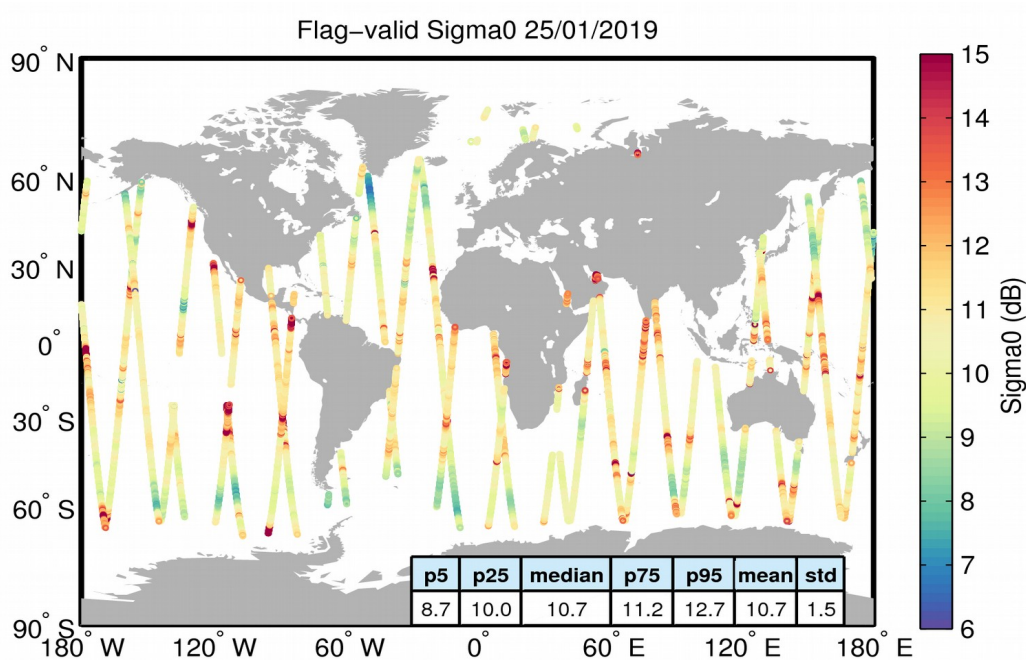 Flag−valid Sigma0 25/01/2019
90° N
60° N
30° N
0°
30° S
60° S
90° S
180° W
120° W
60° W
0°
60° E
120° E
180° E
15
14
13
12
11
10
9
8
7
6
Sigma0 (dB)
p5 p25 median p75 p95 mean std
8.7 10.0 10.7 11.2 12.7 10.7 1.5